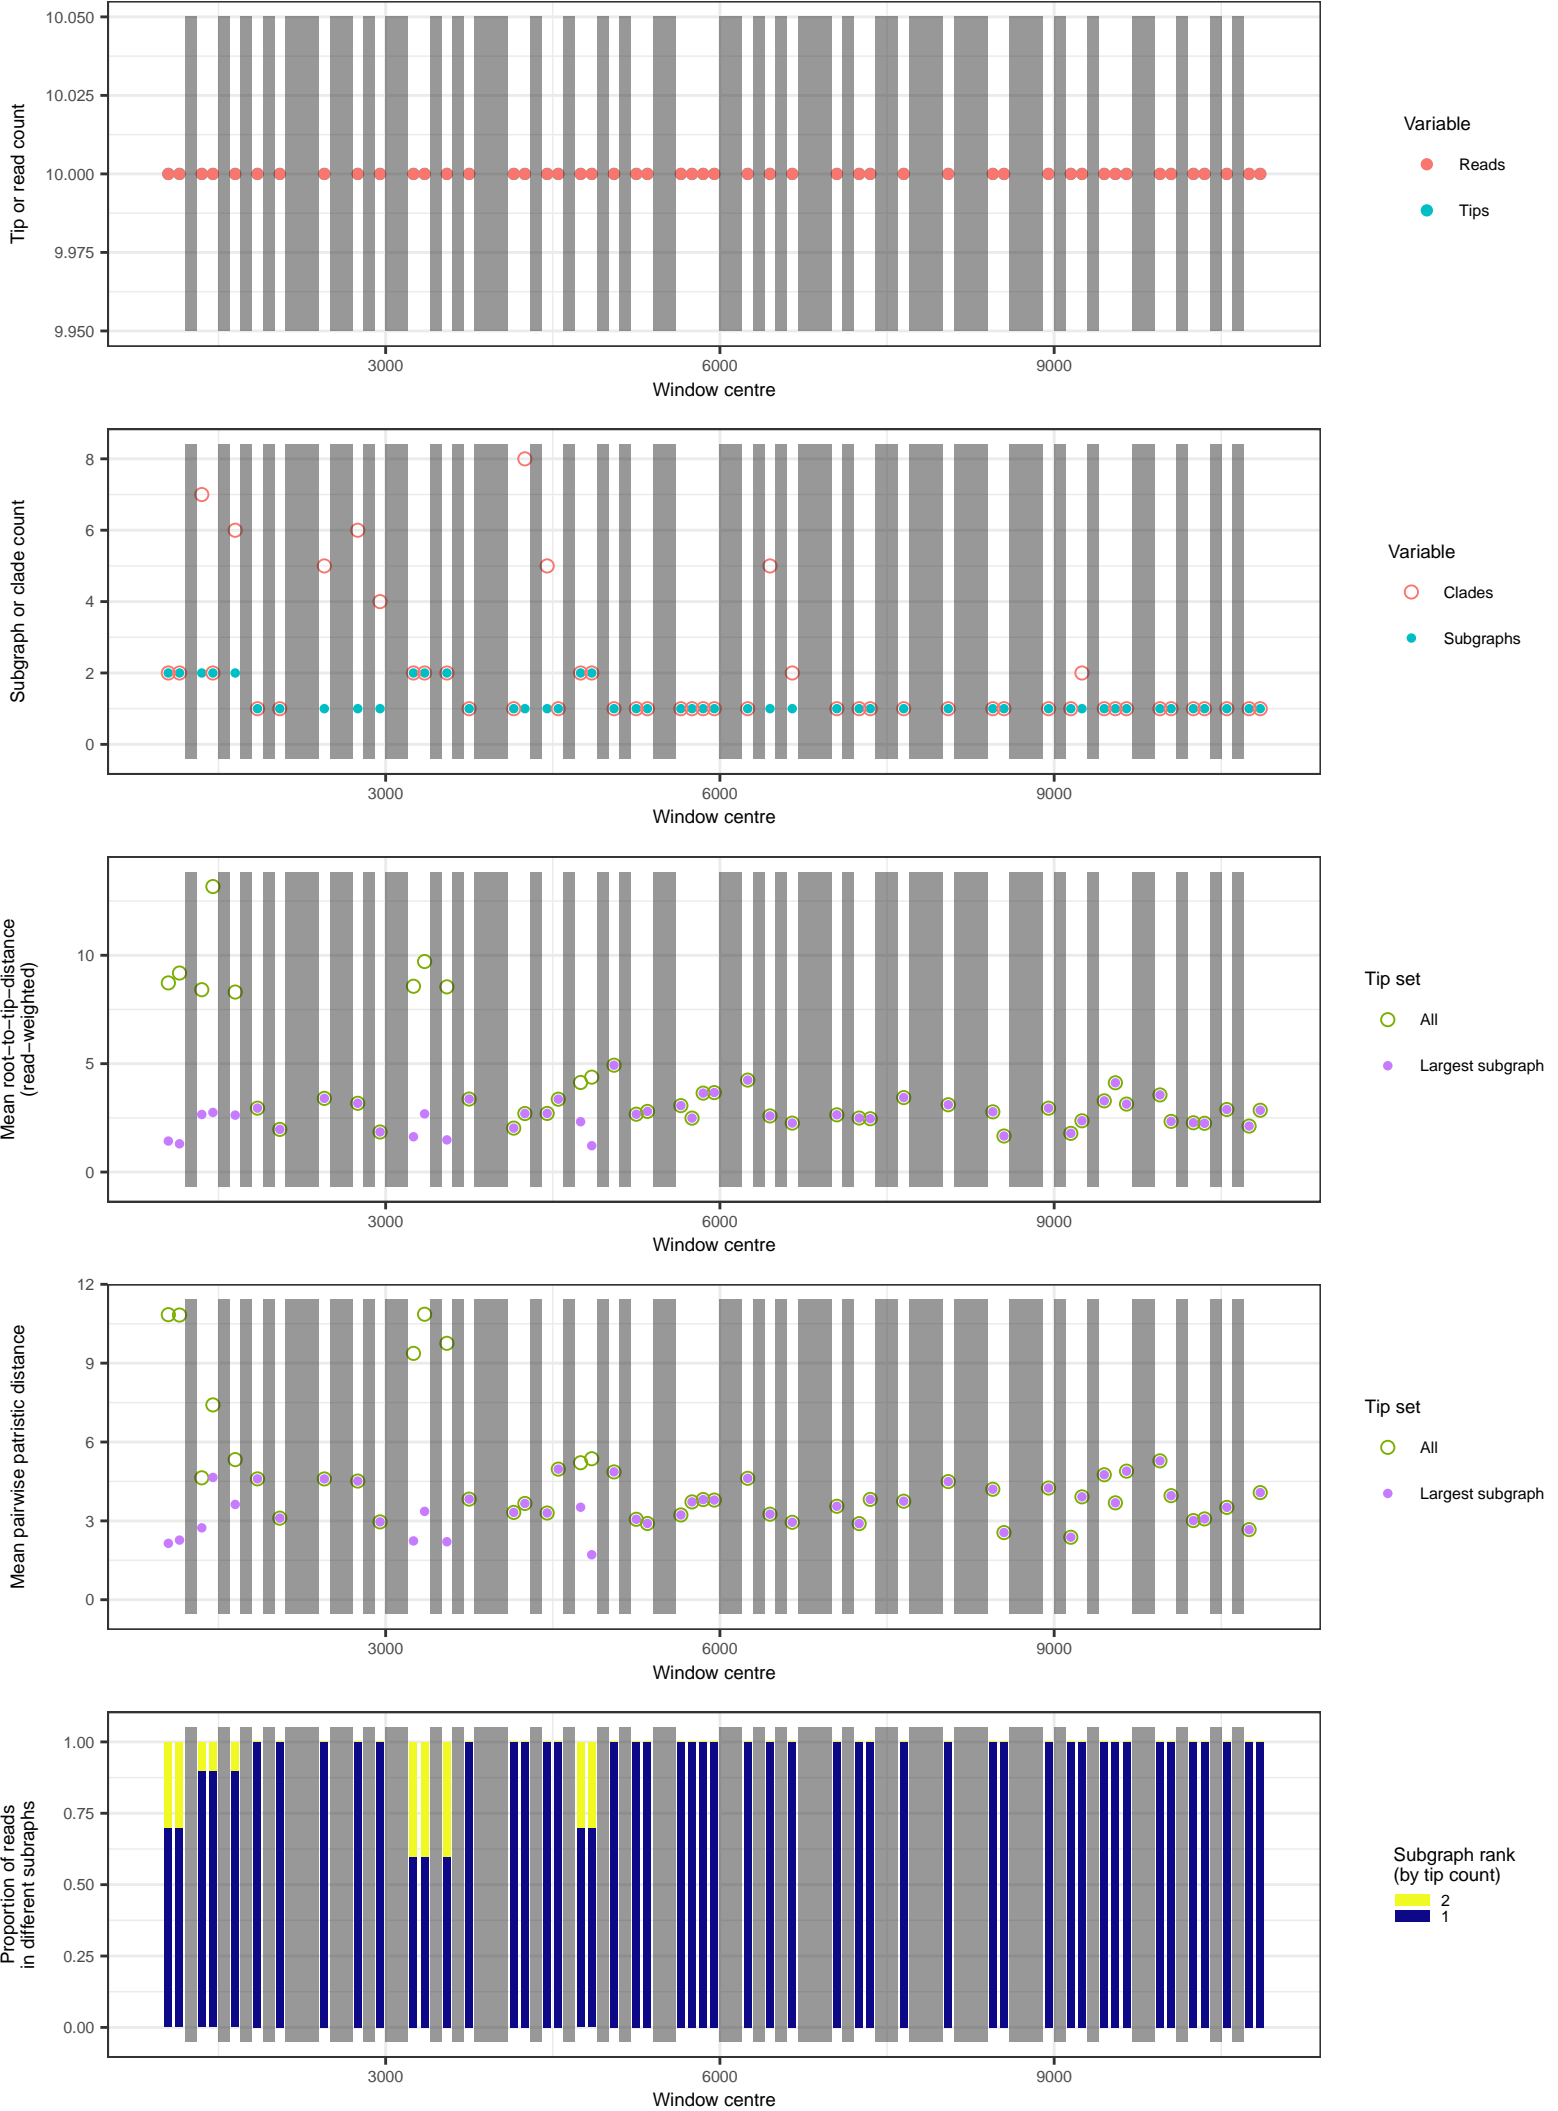 Tip or read count
10.050
10.025
10.000
9.975
9.950
3000
6000
9000
Window centre
Variable
Reads
Tips
Subgraph or clade count
8
6
4
2
0
3000
6000
9000
Window centre
Variable
Clades
Subgraphs
Mean root−to−tip−distance
(read−weighted)
10
5
0
3000
6000
9000
Window centre
Tip set
All
Largest subgraph
Mean pairwise patristic distance
12
9
6
3
0
3000
6000
9000
Window centre
Tip set
All
Largest subgraph
Proportion of reads
in different subraphs
1.00
0.75
0.50
0.25
0.00
3000
6000
9000
Window centre
Subgraph rank
(by tip count)
2
1